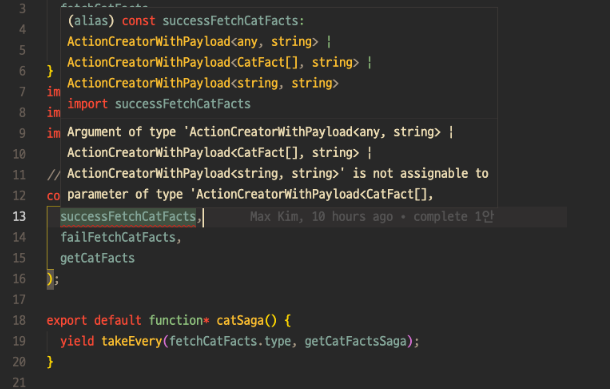 3
4
5
6 }
7 im
8 im
9 im
10
11 //
12 co
(alias) const successFetchCatFacts:
ActionCreatorWithPayload<any, string> |
ActionCreatorWithPayload<CatFact[], string> |
ActionCreatorWithPayload<string, string>
import successFetchCatFacts
Argument of type 'ActionCreatorWithPayload<any, string> |
ActionCreatorWithPayload<CatFact[], string> |
ActionCreatorWithPayload<string, string>' is not assignable to
parameter of type 'ActionCreatorWithPayload<CatFact[],
13 successFetchCatFacts, Max Kim, 10 hours ago • complete 1안
14 failFetchCatFacts,
15 getCatFacts
16 );
17
18 export default function* catSaga() {
19 yield takeEvery(fetchCatFacts.type, getCatFactsSaga);
20 }
21